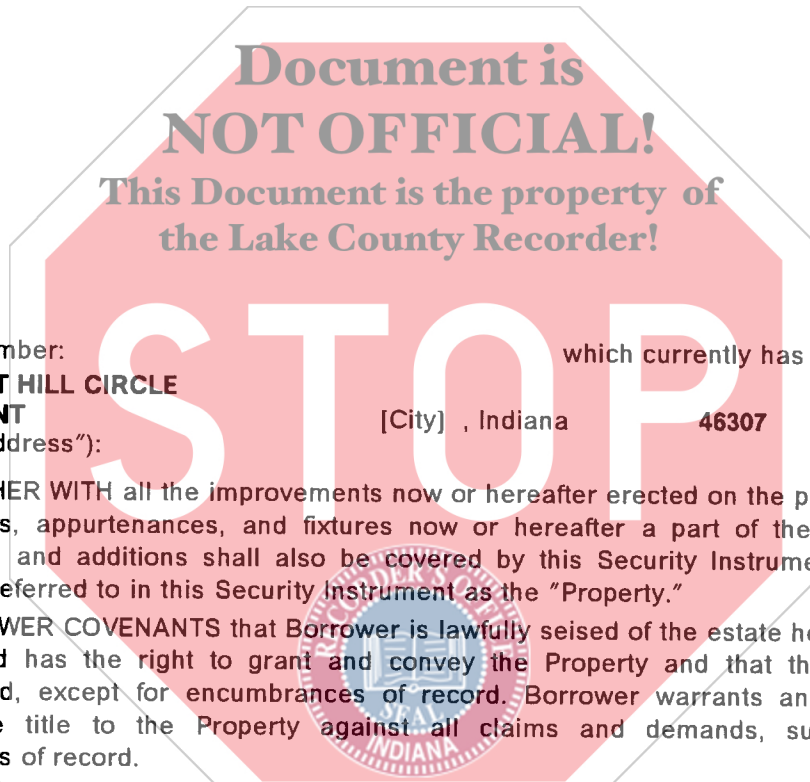 Document is
NOT OFFICIAL!
This Document is the property of
the Lake County Recorder!
STOP
mber: which currently has
T HILL CIRCLE
NT [City] , Indiana 46307
ddress"):
HER WITH all the improvements now or hereafter erected on the p
s, appurtenances, and fixtures now or hereafter a part of the
and additions shall also be covered by this Security Instrume
eferred to in this Security Instrument as the "Property."
WER COVENANTS that Borrower is lawfully seised of the estate he
d has the right to grant and convey the Property and that th
d, except for encumbrances of record. Borrower warrants an
e title to the Property against all claims and demands, su
s of record.
RECORDER'S OFFICE
SEAL
INDIANA